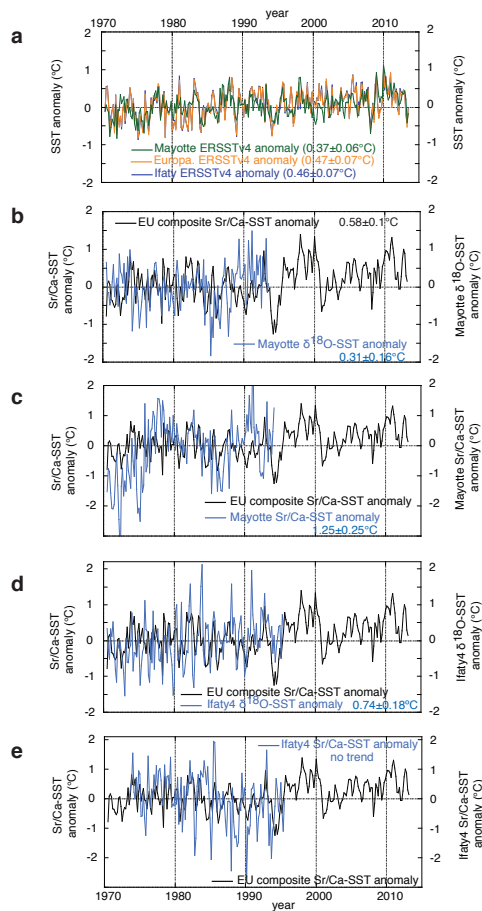 year
1970 1980 1990 2000 2010
a
2 2
1 1
0 0
-1 -1
-2 -2
SST anomaly (°C)
SST anomaly (°C)
Mayotte ERSSTv4 anomaly (0.37±0.06°C)
Europa. ERSSTv4 anomaly (0.47±0.07°C)
Ifaty ERSSTv4 anomaly (0.46±0.07°C)
b
2 2
1 1
0 0
-1 -1
-2 -2
Sr/Ca-SST
anomaly (°C)
Mayotte δ18O-SST
anomaly (°C)
EU composite Sr/Ca-SST anomaly 0.58±0.1°C
Mayotte δ18O-SST anomaly
0.31±0.16°C
c
2 2
1 1
0 0
-1 -1
-2 -2
Sr/Ca-SST
anomaly (°C)
Mayotte Sr/Ca-SST
anomaly (°C)
EU composite Sr/Ca-SST anomaly
Mayotte Sr/Ca-SST anomaly
1.25±0.25°C
d
2 2
1 1
0 0
-1 -1
-2 -2
Sr/Ca-SST
anomaly (°C)
Ifaty4 δ18O-SST
anomaly (°C)
EU composite Sr/Ca-SST anomaly
Ifaty4 δ18O-SST anomaly 0.74±0.18°C
e
2 2
1 1
0 0
-1 -1
-2 -2
Sr/Ca-SST
anomaly (°C)
Ifaty4 Sr/Ca-SST
anomaly (°C)
Ifaty4 Sr/Ca-SST anomaly
no trend
EU composite Sr/Ca-SST anomaly
1970 1980 1990 2000 2010
year